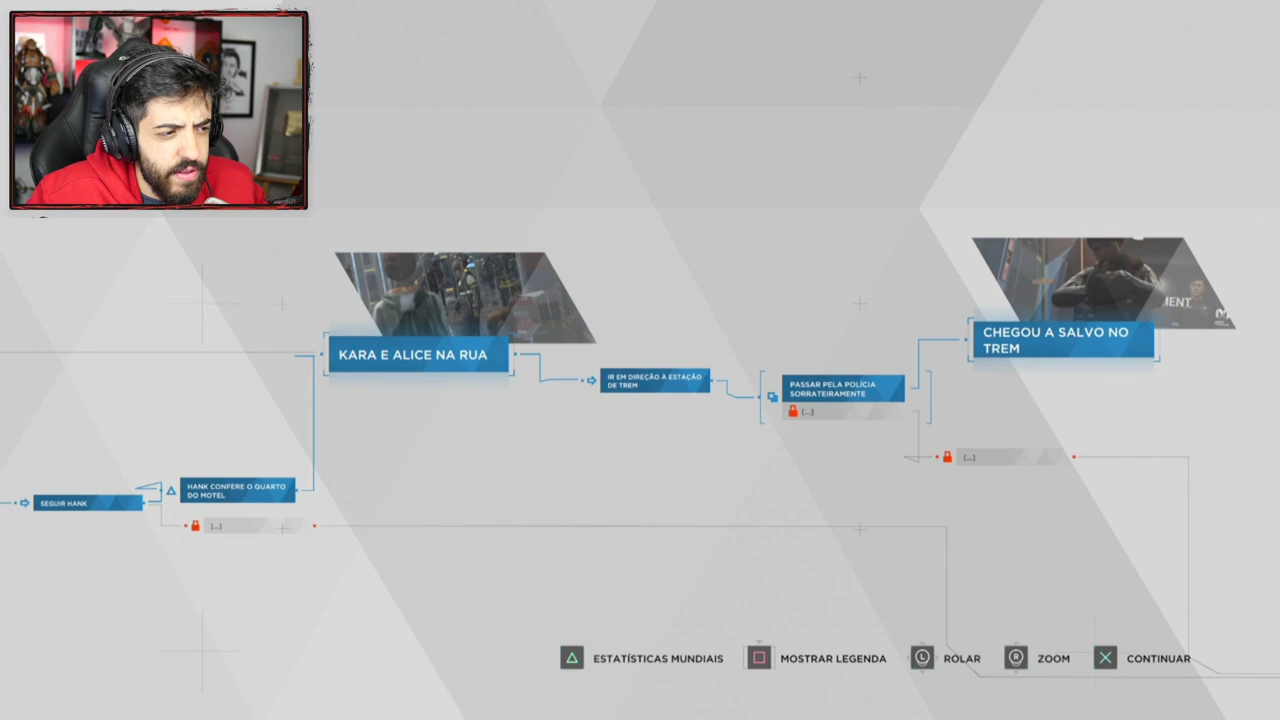 KARA E ALICE NA RUA
IR EM DIREÇÃO À ESTAÇÃO
DE TREM
PASSAR PELA POLÍCIA
SORRATEIRAMENTE
[...]
MENT
CHEGOU A SALVO NO
TREM
[...]
SEGUIR HANK
HANK CONFERE O QUARTO
DO MOTEL
[...]
ESTATÍSTICAS MUNDIAIS
MOSTRAR LEGENDA
L
ROLAR
R
ZOOM
CONTINUAR